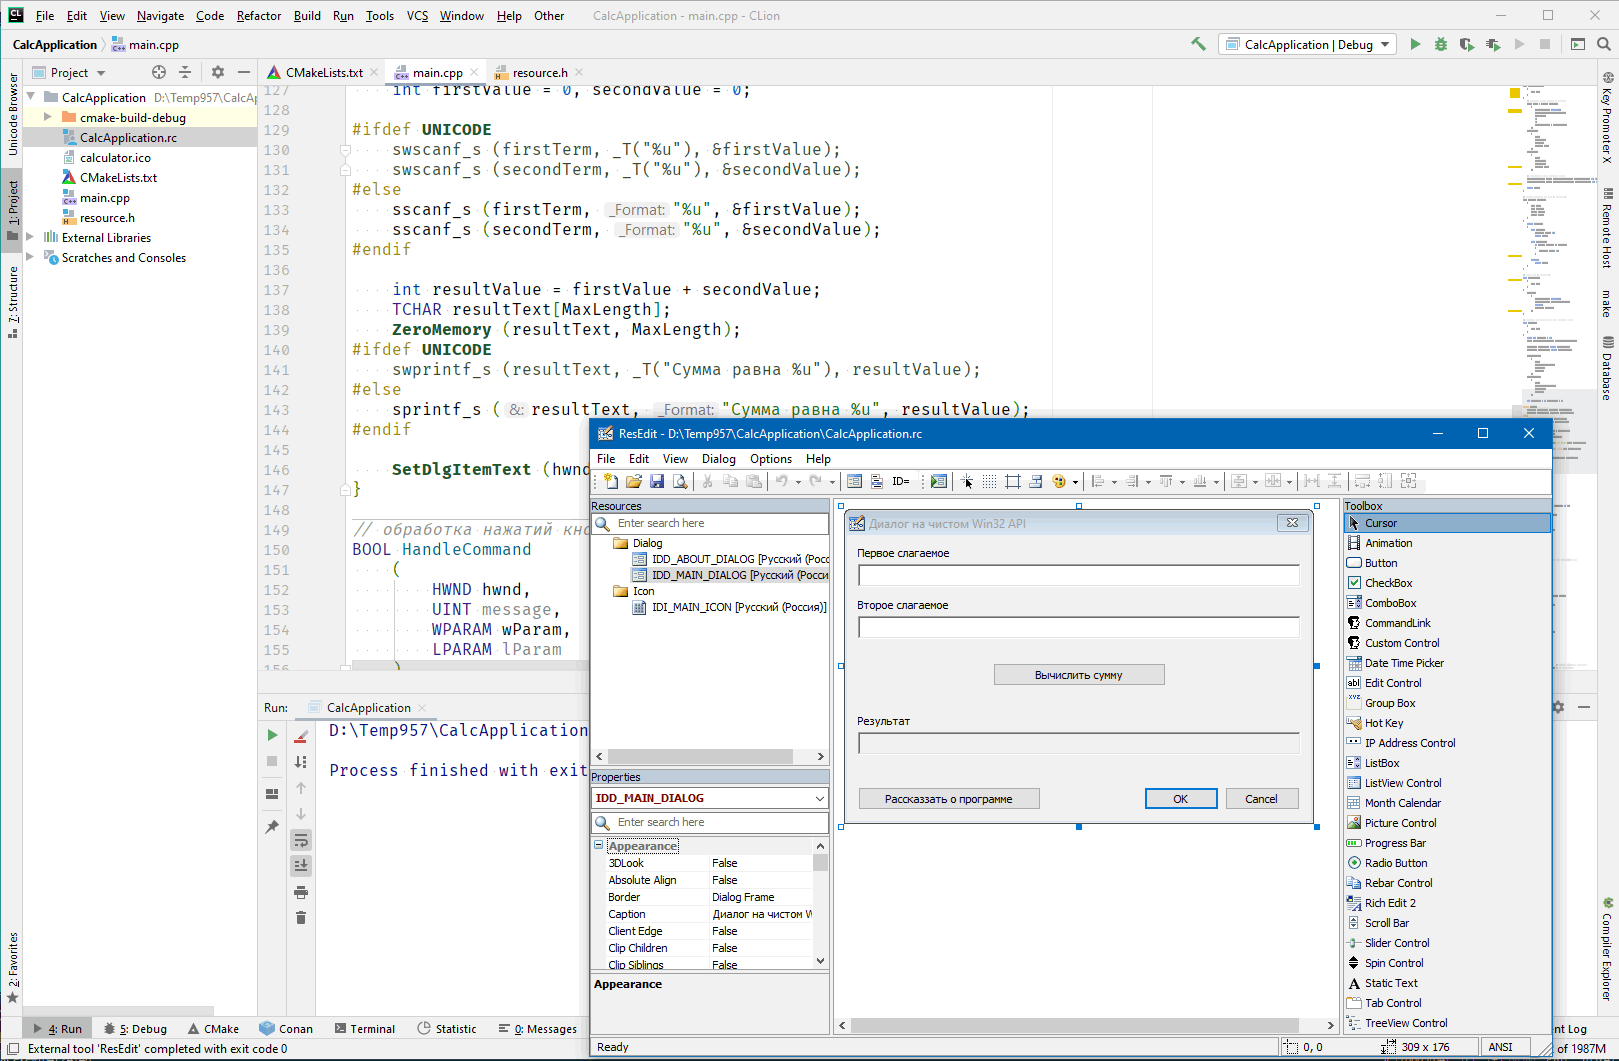 File Edit View Navigate Code Refactor Build Run Tools VCS Window Help Other CalcApplication - main.cpp - CLion
CalcApplication main.cpp
CalcApplication | Debug
Project
CMakeLists.txt main.cpp resource.h
CalcApplication D:\Temp957\CalcAp
cmake-build-debug
CalcApplication.rc
calculator.ico
CMakeLists.txt
main.cpp
resource.h
External Libraries
Scratches and Consoles
Unicode Browser
1: Project
7: Structure
2: Favorites
127 int firstValue = 0, secondValue = 0;
128
129 #ifdef UNICODE
130 swscanf_s (firstTerm, _T("%u"), &firstValue);
131 swscanf_s (secondTerm, _T("%u"), &secondValue);
132 #else
133 sscanf_s (firstTerm, _Format: "%u", &firstValue);
134 sscanf_s (secondTerm, _Format: "%u", &secondValue);
135 #endif
136
137 int resultValue = firstValue + secondValue;
138 TCHAR resultText[MaxLength];
139 ZeroMemory (resultText, MaxLength);
140 #ifdef UNICODE
141 swprintf_s (resultText, _T("Сумма равна %u"), resultValue);
142 #else
143 sprintf_s ( &: resultText, _Format: "Сумма равна %u", resultValue);
144 #endif
145
146 SetDlgItemText (hwnd
147 }
148
149 // обработка нажатий кно
150 BOOL HandleCommand
151 (
152 HWND hwnd,
153 UINT message,
154 WPARAM wParam,
155 LPARAM lParam
156 )
Key Promoter X
Remote Host
make
Database
Compiler Explorer
Run: CalcApplication
D:\Temp957\CalcApplication
Process finished with exit
4: Run 5: Debug CMake Conan Terminal Statistic 0: Messages
nt Log
External tool 'ResEdit' completed with exit code 0
of 1987M
ResEdit - D:\Temp957\CalcApplication\CalcApplication.rc
File Edit View Dialog Options Help
ID=
Resources
Enter search here
Dialog
IDD_ABOUT_DIALOG [Русский (Росс
IDD_MAIN_DIALOG [Русский (Росси
Icon
IDI_MAIN_ICON [Русский (Россия)]
Properties
IDD_MAIN_DIALOG
Enter search here
Appearance
3DLook False
Absolute Align False
Border Dialog Frame
Caption Диалог на чистом W
Client Edge False
Clip Children False
Clip Siblings False
Appearance
Диалог на чистом Win32 API
Первое слагаемое
Второе слагаемое
Вычислить сумму
Результат
Рассказзать о программе OK Cancel
Toolbox
Cursor
Animation
Button
CheckBox
ComboBox
CommandLink
Custom Control
Date Time Picker
Edit Control
Group Box
Hot Key
IP Address Control
ListBox
ListView Control
Month Calendar
Picture Control
Progress Bar
Radio Button
Rebar Control
Rich Edit 2
Scroll Bar
Slider Control
Spin Control
Static Text
Tab Control
TreeView Control
Ready 0, 0 309 x 176 ANSI